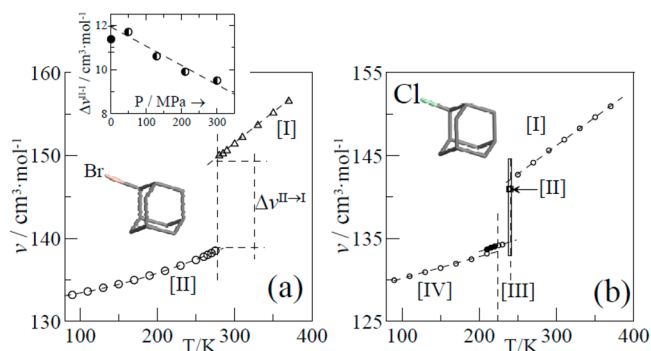 Δv^II-I / cm³·mol⁻¹
12
11
10
9
8
0 100 200 300
P / MPa →
v / cm³·mol⁻¹
160
150
140
130
[I]
Br
Δv^II→I
[II]
(a)
100 200 300 400
T/K
v / cm³·mol⁻¹
155
145
135
125
Cl
[I]
[II]
[IV]
[III]
(b)
100 200 300 400
T/K